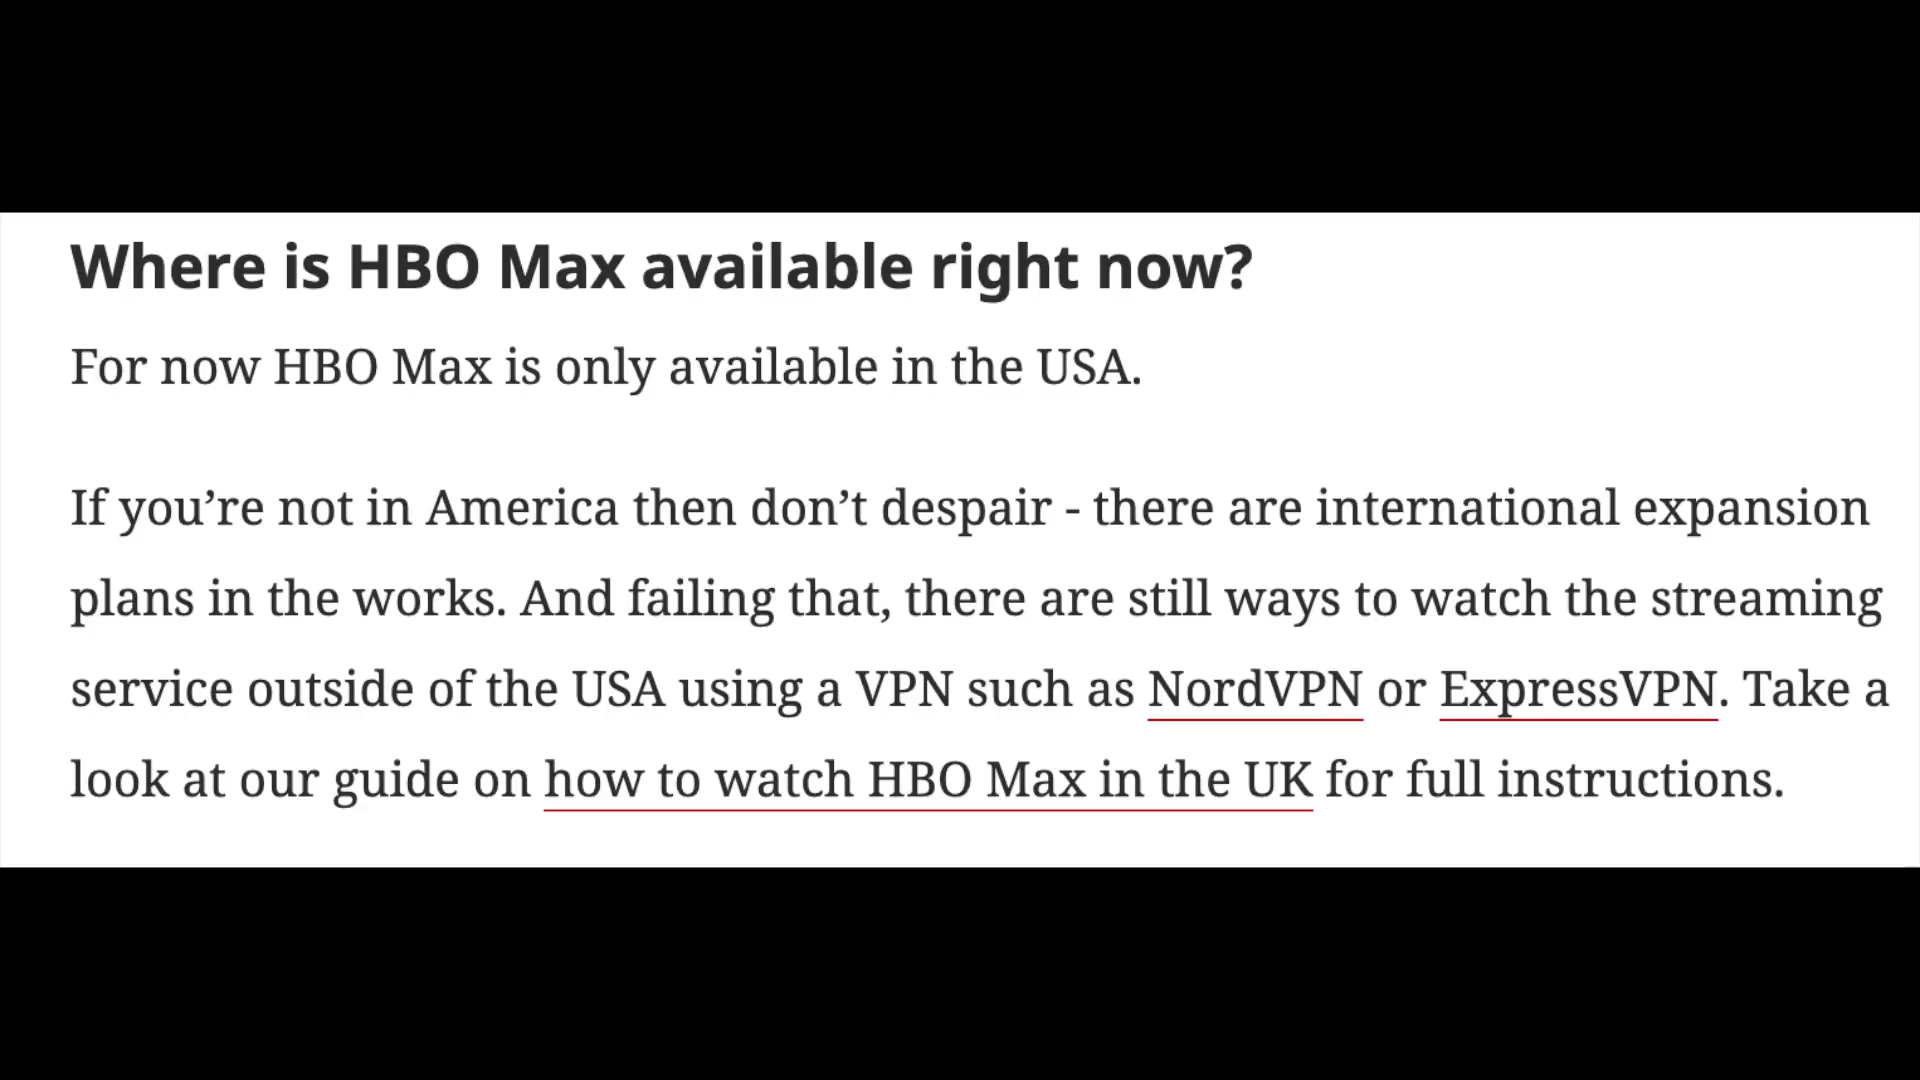 Where is HBO Max available right now?
For now HBO Max is only available in the USA.
If you’re not in America then don’t despair - there are international expansion
plans in the works. And failing that, there are still ways to watch the streaming
service outside of the USA using a VPN such as NordVPN or ExpressVPN. Take a
look at our guide on how to watch HBO Max in the UK for full instructions.